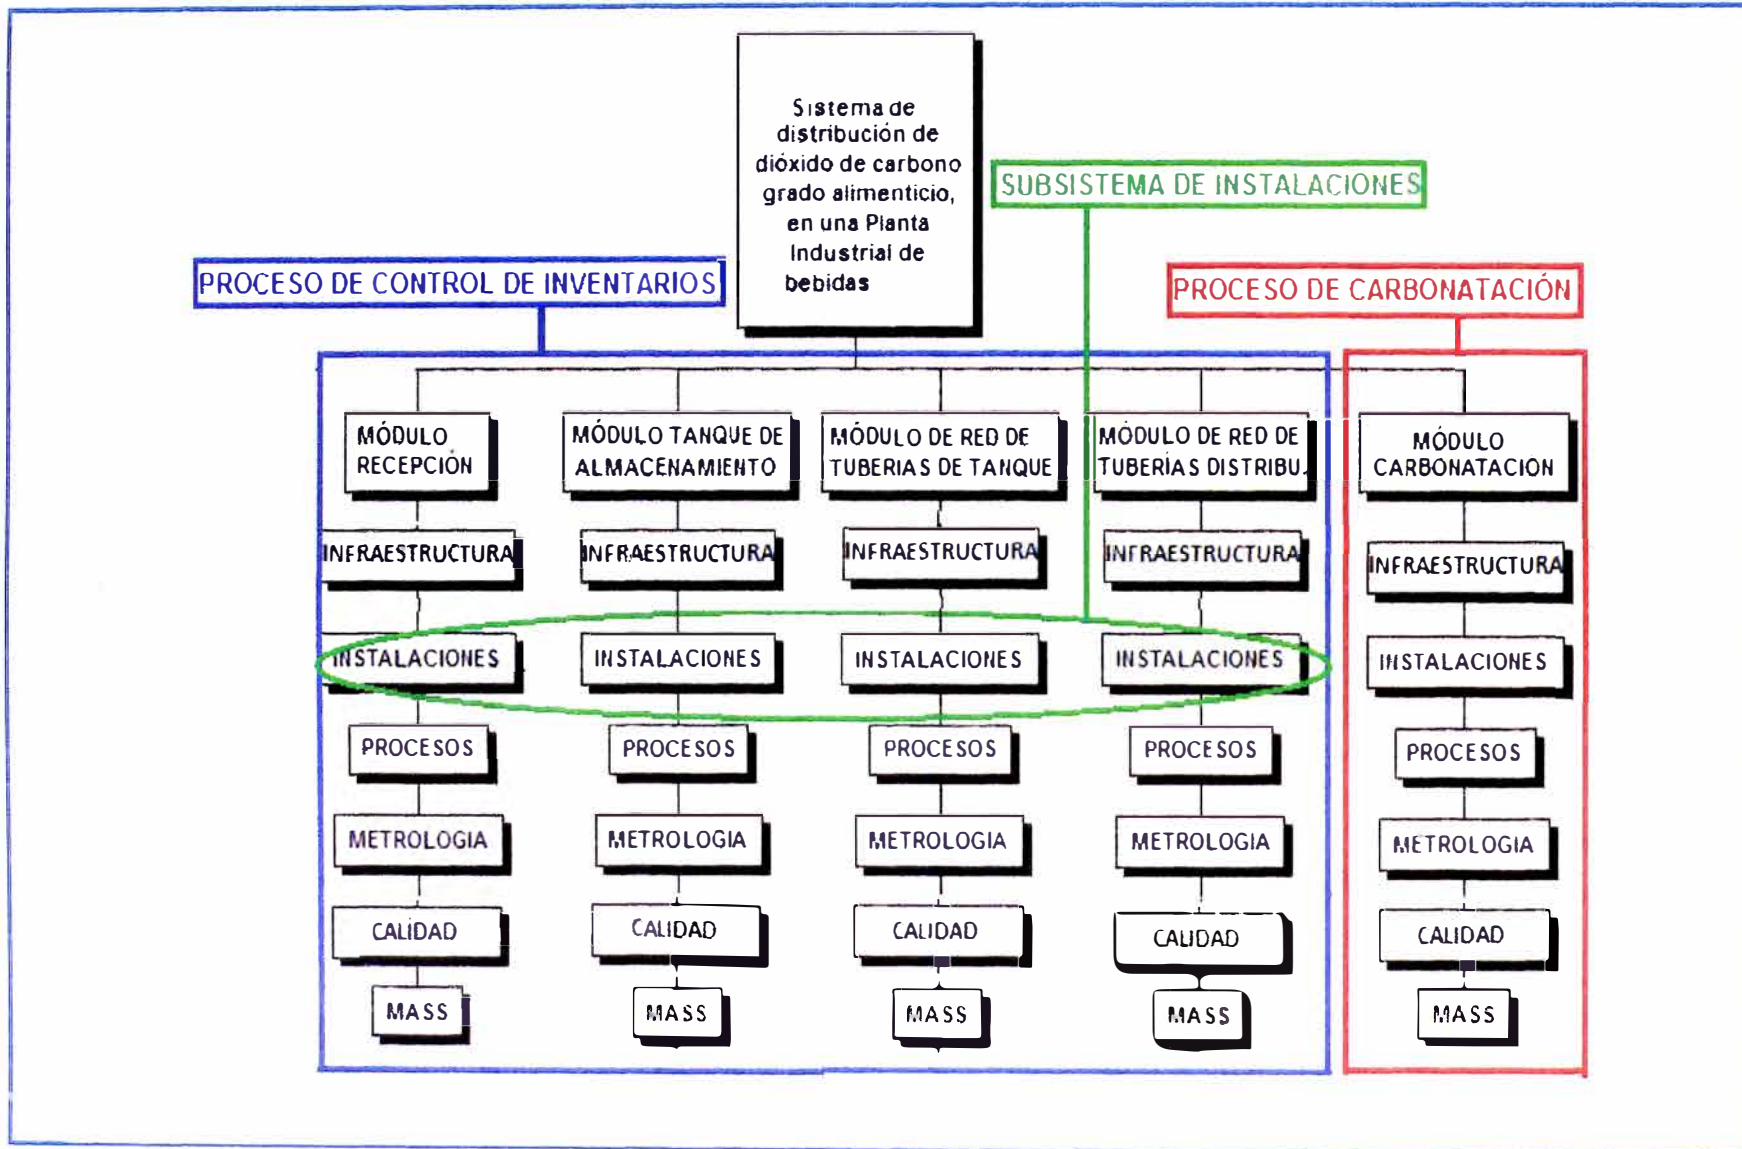 Sistema de
distribución de
dióxido de carbono
grado alimenticio,
en una Planta
Industrial de
bebidas
SUBSISTEMA DE INSTALACIONES
PROCESO DE CONTROL DE INVENTARIOS
PROCESO DE CARBONATACIÓN
MÓDULO
RECEPCIÓN
MÓDULO TANQUE DE
ALMACENAMIENTO
MÓDULO DE RED DE
TUBERIAS DE TANQUE
MÓDULO DE RED DE
TUBERÍAS DISTRIBU.
MÓDULO
CARBONATACION
INFRAESTRUCTURA
INFRAESTRUCTURA
INFRAESTRUCTURA
INFRAESTRUCTURA
INFRAESTRUCTURA
INSTALACIONES
INSTALACIONES
INSTALACIONES
INSTALACIONES
INSTALACIONES
PROCESOS
PROCESOS
PROCESOS
PROCESOS
PROCESOS
METROLOGIA
METROLOGIA
METROLOGIA
METROLOGIA
METROLOGIA
CALIDAD
CALIDAD
CALIDAD
CALIDAD
CALIDAD
MASS
MASS
MASS
MASS
MASS